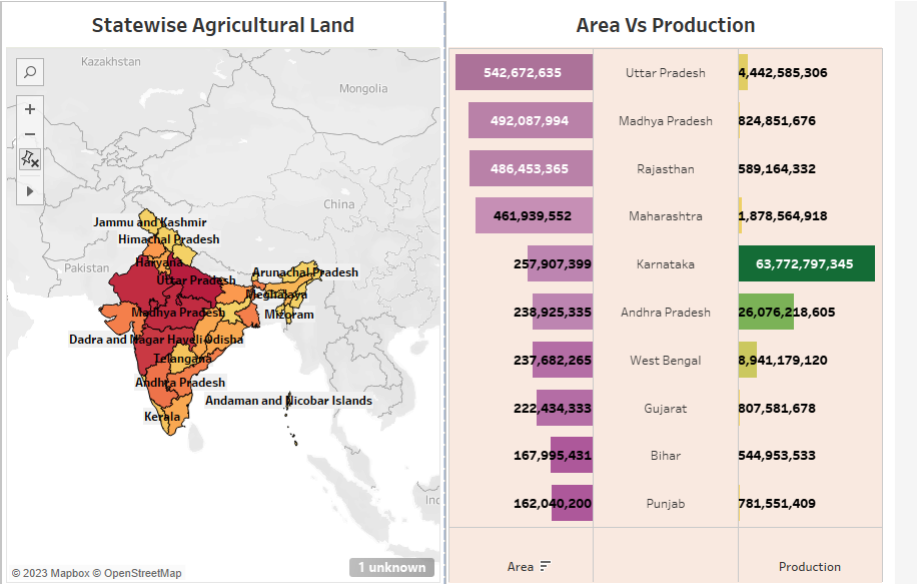 Statewise Agricultural Land
Kazakhstan
Mongolia
China
Pakistan
Jammu and Kashmir
Himachal Pradesh
Haryana
Uttar Pradesh
Arunachal Pradesh
Meghalaya
Madhya Pradesh
Mizoram
Dadra and Nagar Haveli
Odisha
Telangana
Andhra Pradesh
Andaman and Nicobar Islands
Kerala
Inc
1 unknown
© 2023 Mapbox © OpenStreetMap
Area Vs Production
542,672,635 Uttar Pradesh 4,442,585,306
492,087,994 Madhya Pradesh 824,851,676
486,453,365 Rajasthan 589,164,332
461,939,552 Maharashtra 1,878,564,918
257,907,399 Karnataka 63,772,797,345
238,925,335 Andhra Pradesh 26,076,218,605
237,682,265 West Bengal 8,941,179,120
222,434,333 Gujarat 807,581,678
167,995,431 Bihar 544,953,533
162,040,200 Punjab 781,551,409
Area Production